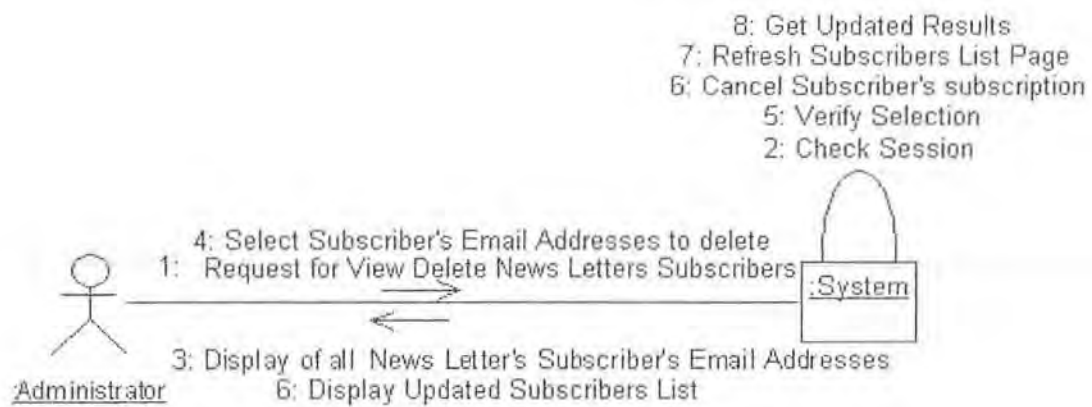 8: Get Updated Results
7: Refresh Subscribers List Page
6: Cancel Subscriber's subscription
5: Verify Selection
2: Check Session
4: Select Subscriber's Email Addresses to delete
1: Request for View Delete News Letters Subscribers
:System
3: Display of all News Letter's Subscriber's Email Addresses
:Administrator
6: Display Updated Subscribers List